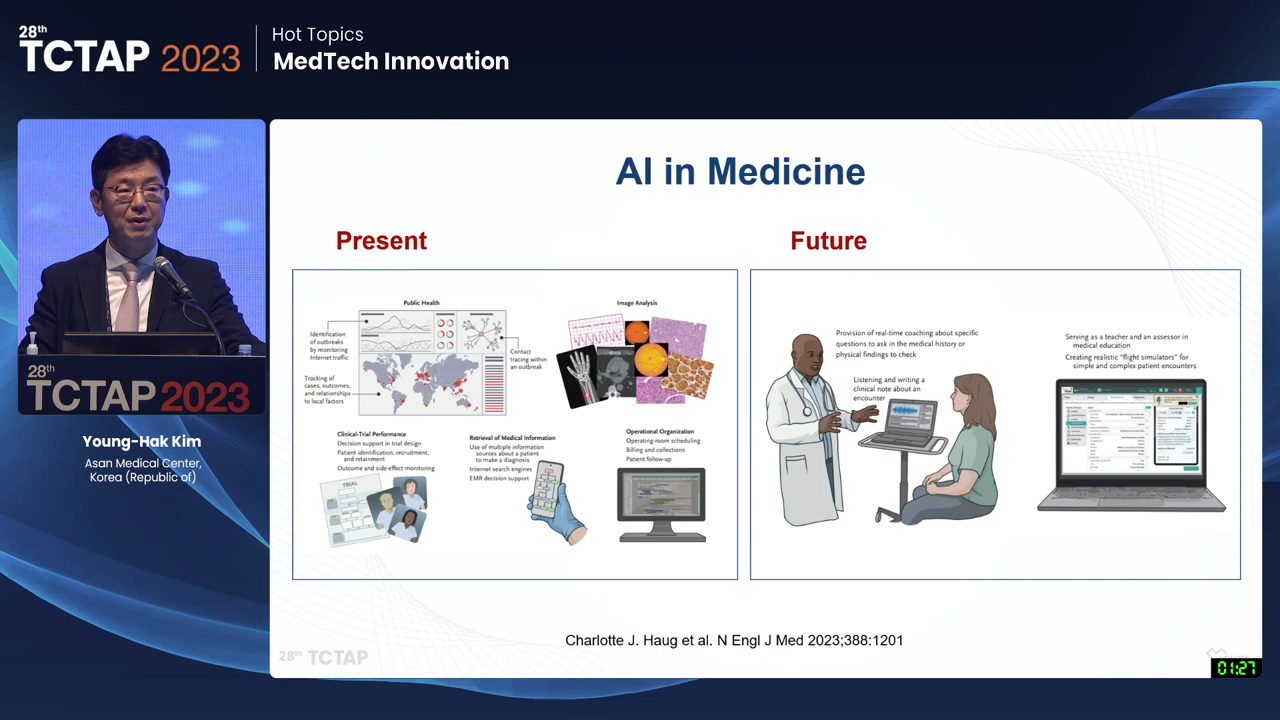 28th
TCTAP 2023
Hot Topics
MedTech Innovation
28th
TCTAP2023
Young-Hak Kim
Asan Medical Center,
Korea (Republic of)
AI in Medicine
Present
Public Health
Identification
of outbreaks
by monitoring
Internet traffic
Contact
tracing within
an outbreak
Tracking of
cases, outcomes,
and relationships
to local factors
Image Analysis
Clinical-Trial Performance
Decision support in trial design
Patient identification, recruitment,
and retainment
Outcome and side-effect monitoring
TRIAL
Retrieval of Medical Information
Use of multiple information
sources about a patient
to make a diagnosis
Internet search engines
EMR decision support
Operational Organization
Operating-room scheduling
Billing and collections
Patient follow-up
Future
Provision of real-time coaching about specific
questions to ask in the medical history or
physical findings to check
Listening and writing a
clinical note about an
encounter
Serving as a teacher and an assessor in
medical education
Creating realistic "flight simulators" for
simple and complex patient encounters
Charlotte J. Haug et al. N Engl J Med 2023;388:1201
28th TCTAP
01:27